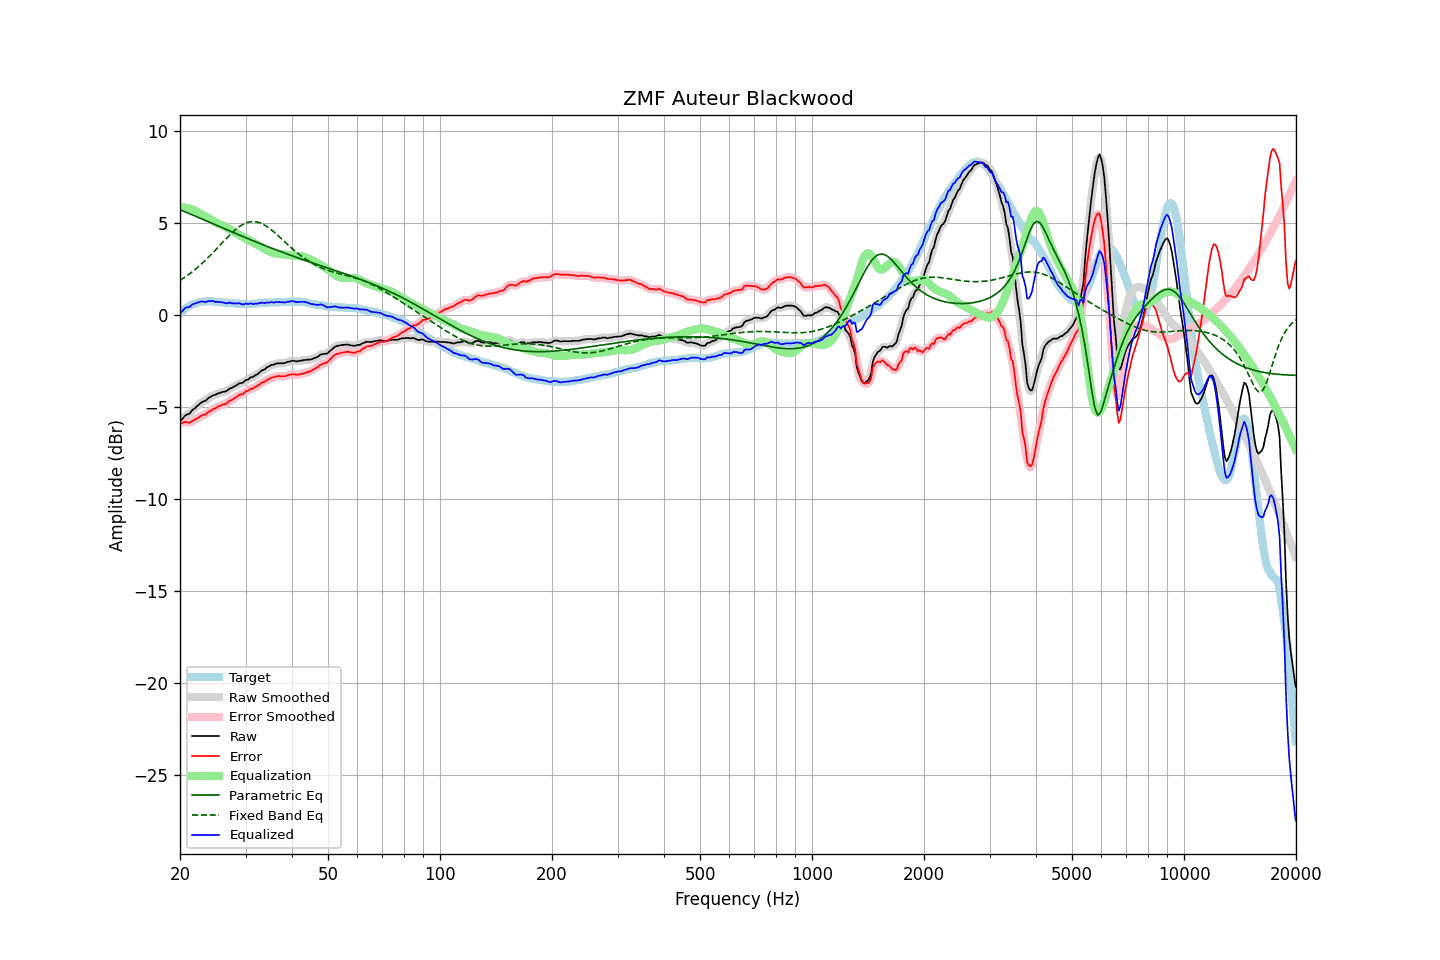 ZMF Auteur Blackwood
10
5
0
−5
−10
−15
−20
−25
Amplitude (dBr)
Target
Raw Smoothed
Error Smoothed
Raw
Error
Equalization
Parametric Eq
Fixed Band Eq
Equalized
20 50 100 200 500 1000 2000 5000 10000 20000
Frequency (Hz)